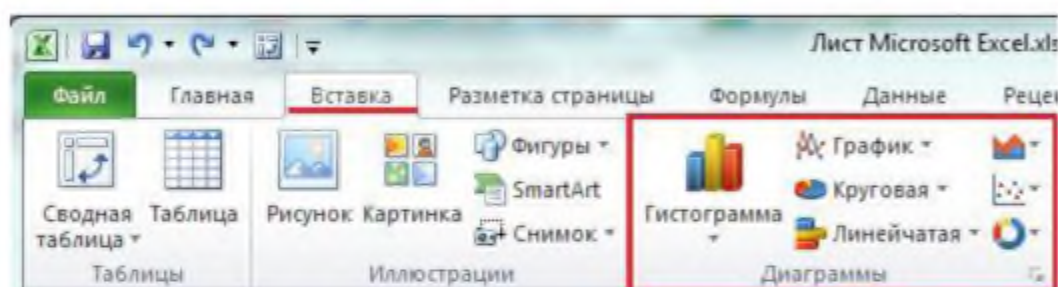 Лист Microsoft Excel.xls
Файл Главная Вставка Разметка страницы Формулы Данные Рецен
Сводная таблица
Таблица
Рисунок
Картинка
Фигуры
SmartArt
Снимок
Гистограмма
График
Круговая
Линейчатая
Таблицы Иллюстрации Диаграммы